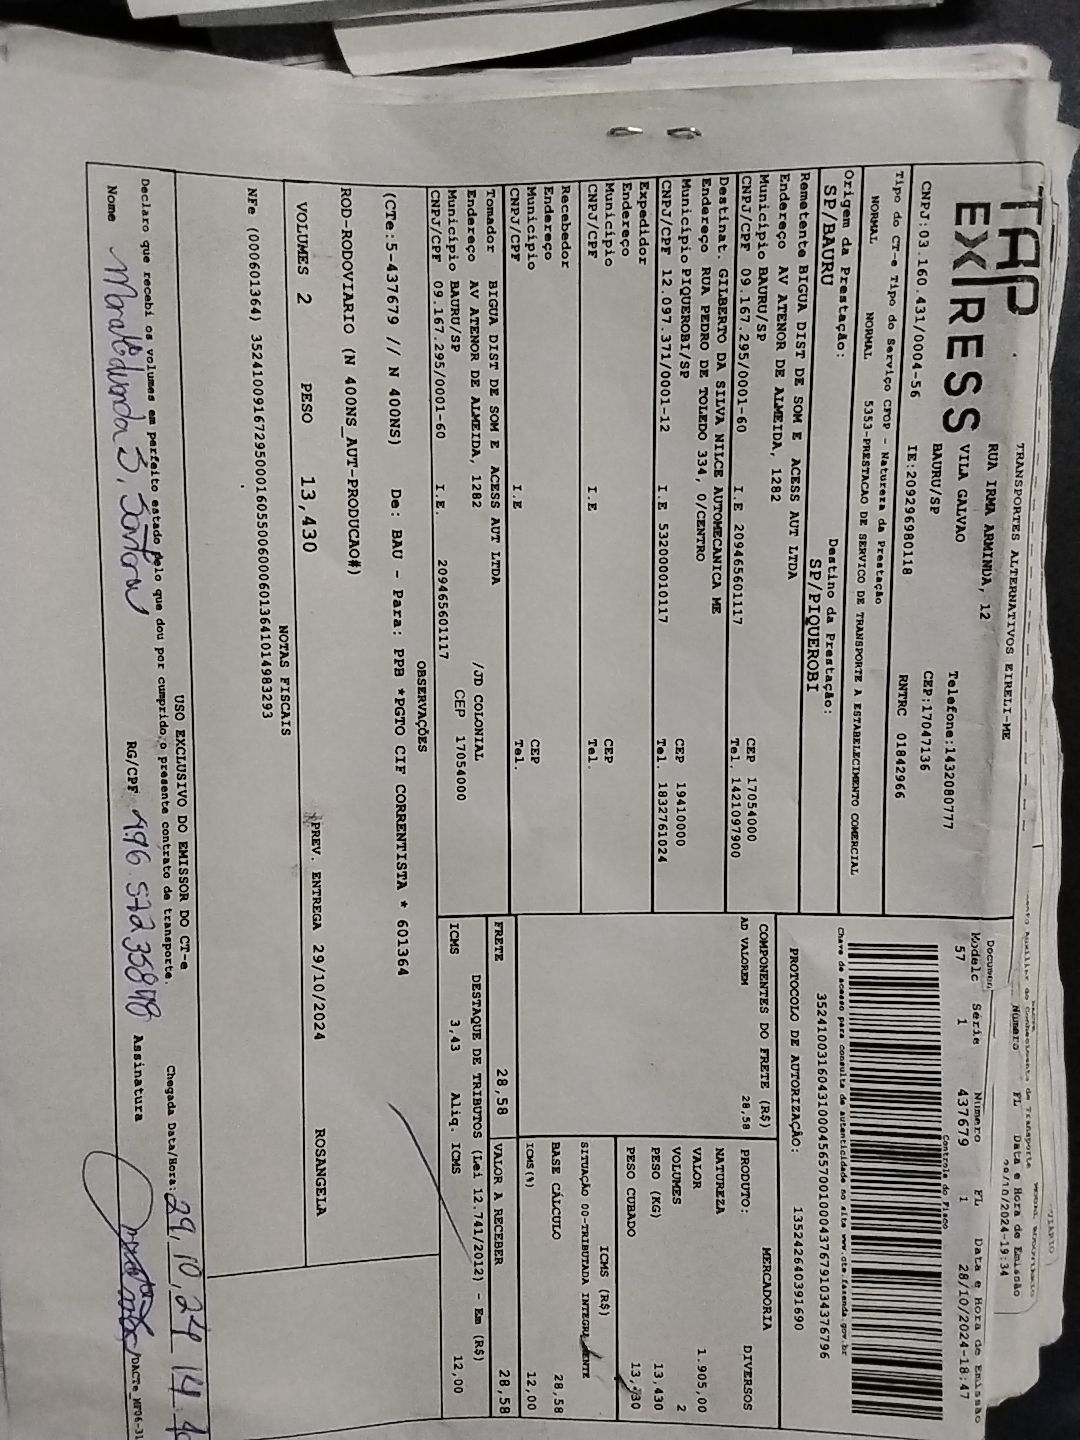 TAP EXPRESS
TRANSPORTES ALTERNATIVOS EIRELI-ME
RUA IRMA ARMINDA, 12
VILA GALVAO
BAURU/SP
Telefone:1432080777
CEP:17047136
CNPJ:03.160.431/0004-56 IE:209296980118 RNTRC 01842966
Tipo do CT-e Tipo do Serviço CFOP - Natureza da Prestação
NORMAL NORMAL 5353-PRESTACAO DE SERVICO DE TRANSPORTE A ESTABELECIMENTO COMERCIAL
Origem da Prestação: Destino da Prestação:
SP/BAURU SP/PIQUEROBI
Remetente BIGUA DIST DE SOM E ACESS AUT LTDA
Endereço AV ATENOR DE ALMEIDA, 1282
Município BAURU/SP CEP 17054000
CNPJ/CPF 09.167.295/0001-60 I.E 209465601117 Tel. 1421097900
Destinat. GILBERTO DA SILVA NILCE AUTOMECANICA ME
Endereço RUA PEDRO DE TOLEDO 334, 0/CENTRO
Município PIQUEROBI/SP CEP 19410000
CNPJ/CPF 12.097.371/0001-12 I.E 532000010117 Tel. 1832761024
Expedidor
Endereço
Município CEP
CNPJ/CPF I.E Tel.
Recebedor
Endereço
Município CEP
CNPJ/CPF I.E Tel.
Tomador BIGUA DIST DE SOM E ACESS AUT LTDA
Endereço AV ATENOR DE ALMEIDA, 1282 /JD COLONIAL
Município BAURU/SP CEP 17054000
CNPJ/CPF 09.167.295/0001-60 I.E. 209465601117
28/10/2024-19:34
Modelo Série Número FL Data e Hora de Emissão
57 1 437679 1 28/10/2024-18:47
Controle do Fisco
Chave de acesso para consulta de autenticidade no site www.cte.fazenda.gov.br
35241003160431000456570010004376791034376796
PROTOCOLO DE AUTORIZAÇÃO: 135242640391690
COMPONENTES DO FRETE (R$)
AD VALOREM 28,58
PRODUTO: MERCADORIA
NATUREZA DIVERSOS
VALOR 1.905,00
VOLUMES 2
PESO (KG) 13,430
PESO CUBADO 13,430
ICMS (R$)
SITUAÇÃO 00-TRIBUTADA INTEGRALMENTE
BASE CÁLCULO 28,58
ICMS(%) 12,00
FRETE 28,58 VALOR A RECEBER 28,58
DESTAQUE DE TRIBUTOS (Lei 12.741/2012) - Em (R$)
ICMS 3,43 Aliq. ICMS 12,00
OBSERVAÇÕES
(CTe:5-437679 // N 400NS) De: BAU - Para: PPB *PGTO CIF CORRENTISTA * 601364
ROD-RODOVIARIO (N 400NS_AUT-PRODUCAO#)
VOLUMES 2 PESO 13,430 PREV. ENTREGA 29/10/2024 ROSANGELA
NOTAS FISCAIS
NFe (000601364) 35241009167295000160550060006013641014983293
USO EXCLUSIVO DO EMISSOR DO CT-e
Declaro que recebi os volumes em perfeito estado pelo que dou por cumprido o presente contrato de transporte.
Chegada Data/Hora: 29,10,24 14
Nome RG/CPF 496 572 358 Assinatura